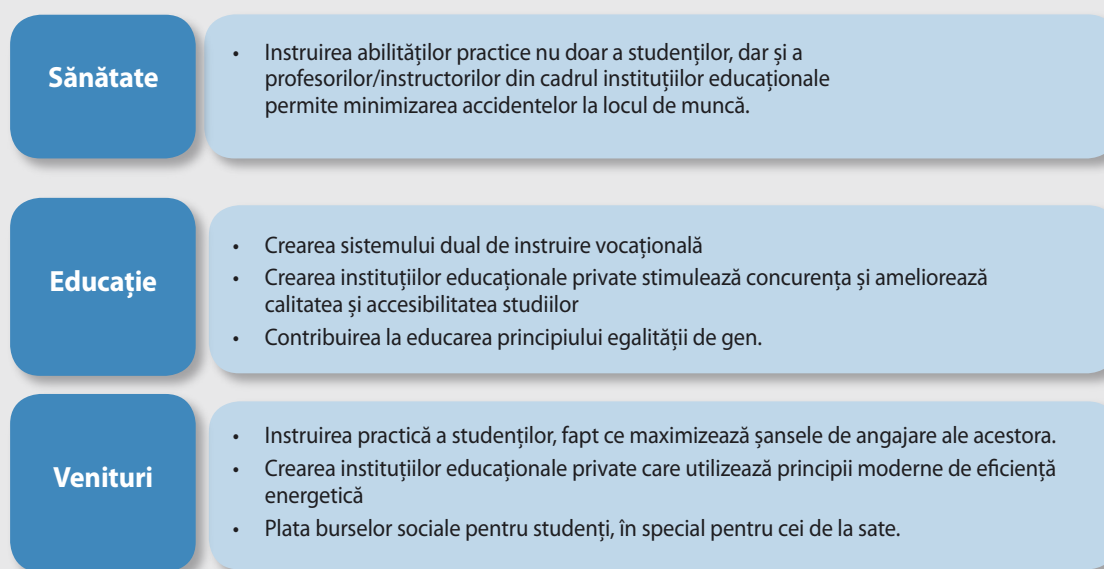 Sănătate
• Instruirea abilităților practice nu doar a studenților, dar și a
profesorilor/instructorilor din cadrul instituțiilor educaționale
permite minimizarea accidentelor la locul de muncă.
Educație
• Crearea sistemului dual de instruire vocațională
• Crearea instituțiilor educaționale private stimulează concurența și ameliorează
calitatea și accesibilitatea studiilor
• Contribuirea la educarea principiului egalității de gen.
Venituri
• Instruirea practică a studenților, fapt ce maximizează șansele de angajare ale acestora.
• Crearea instituțiilor educaționale private care utilizează principii moderne de eficiență
energetică
• Plata burselor sociale pentru studenți, în special pentru cei de la sate.